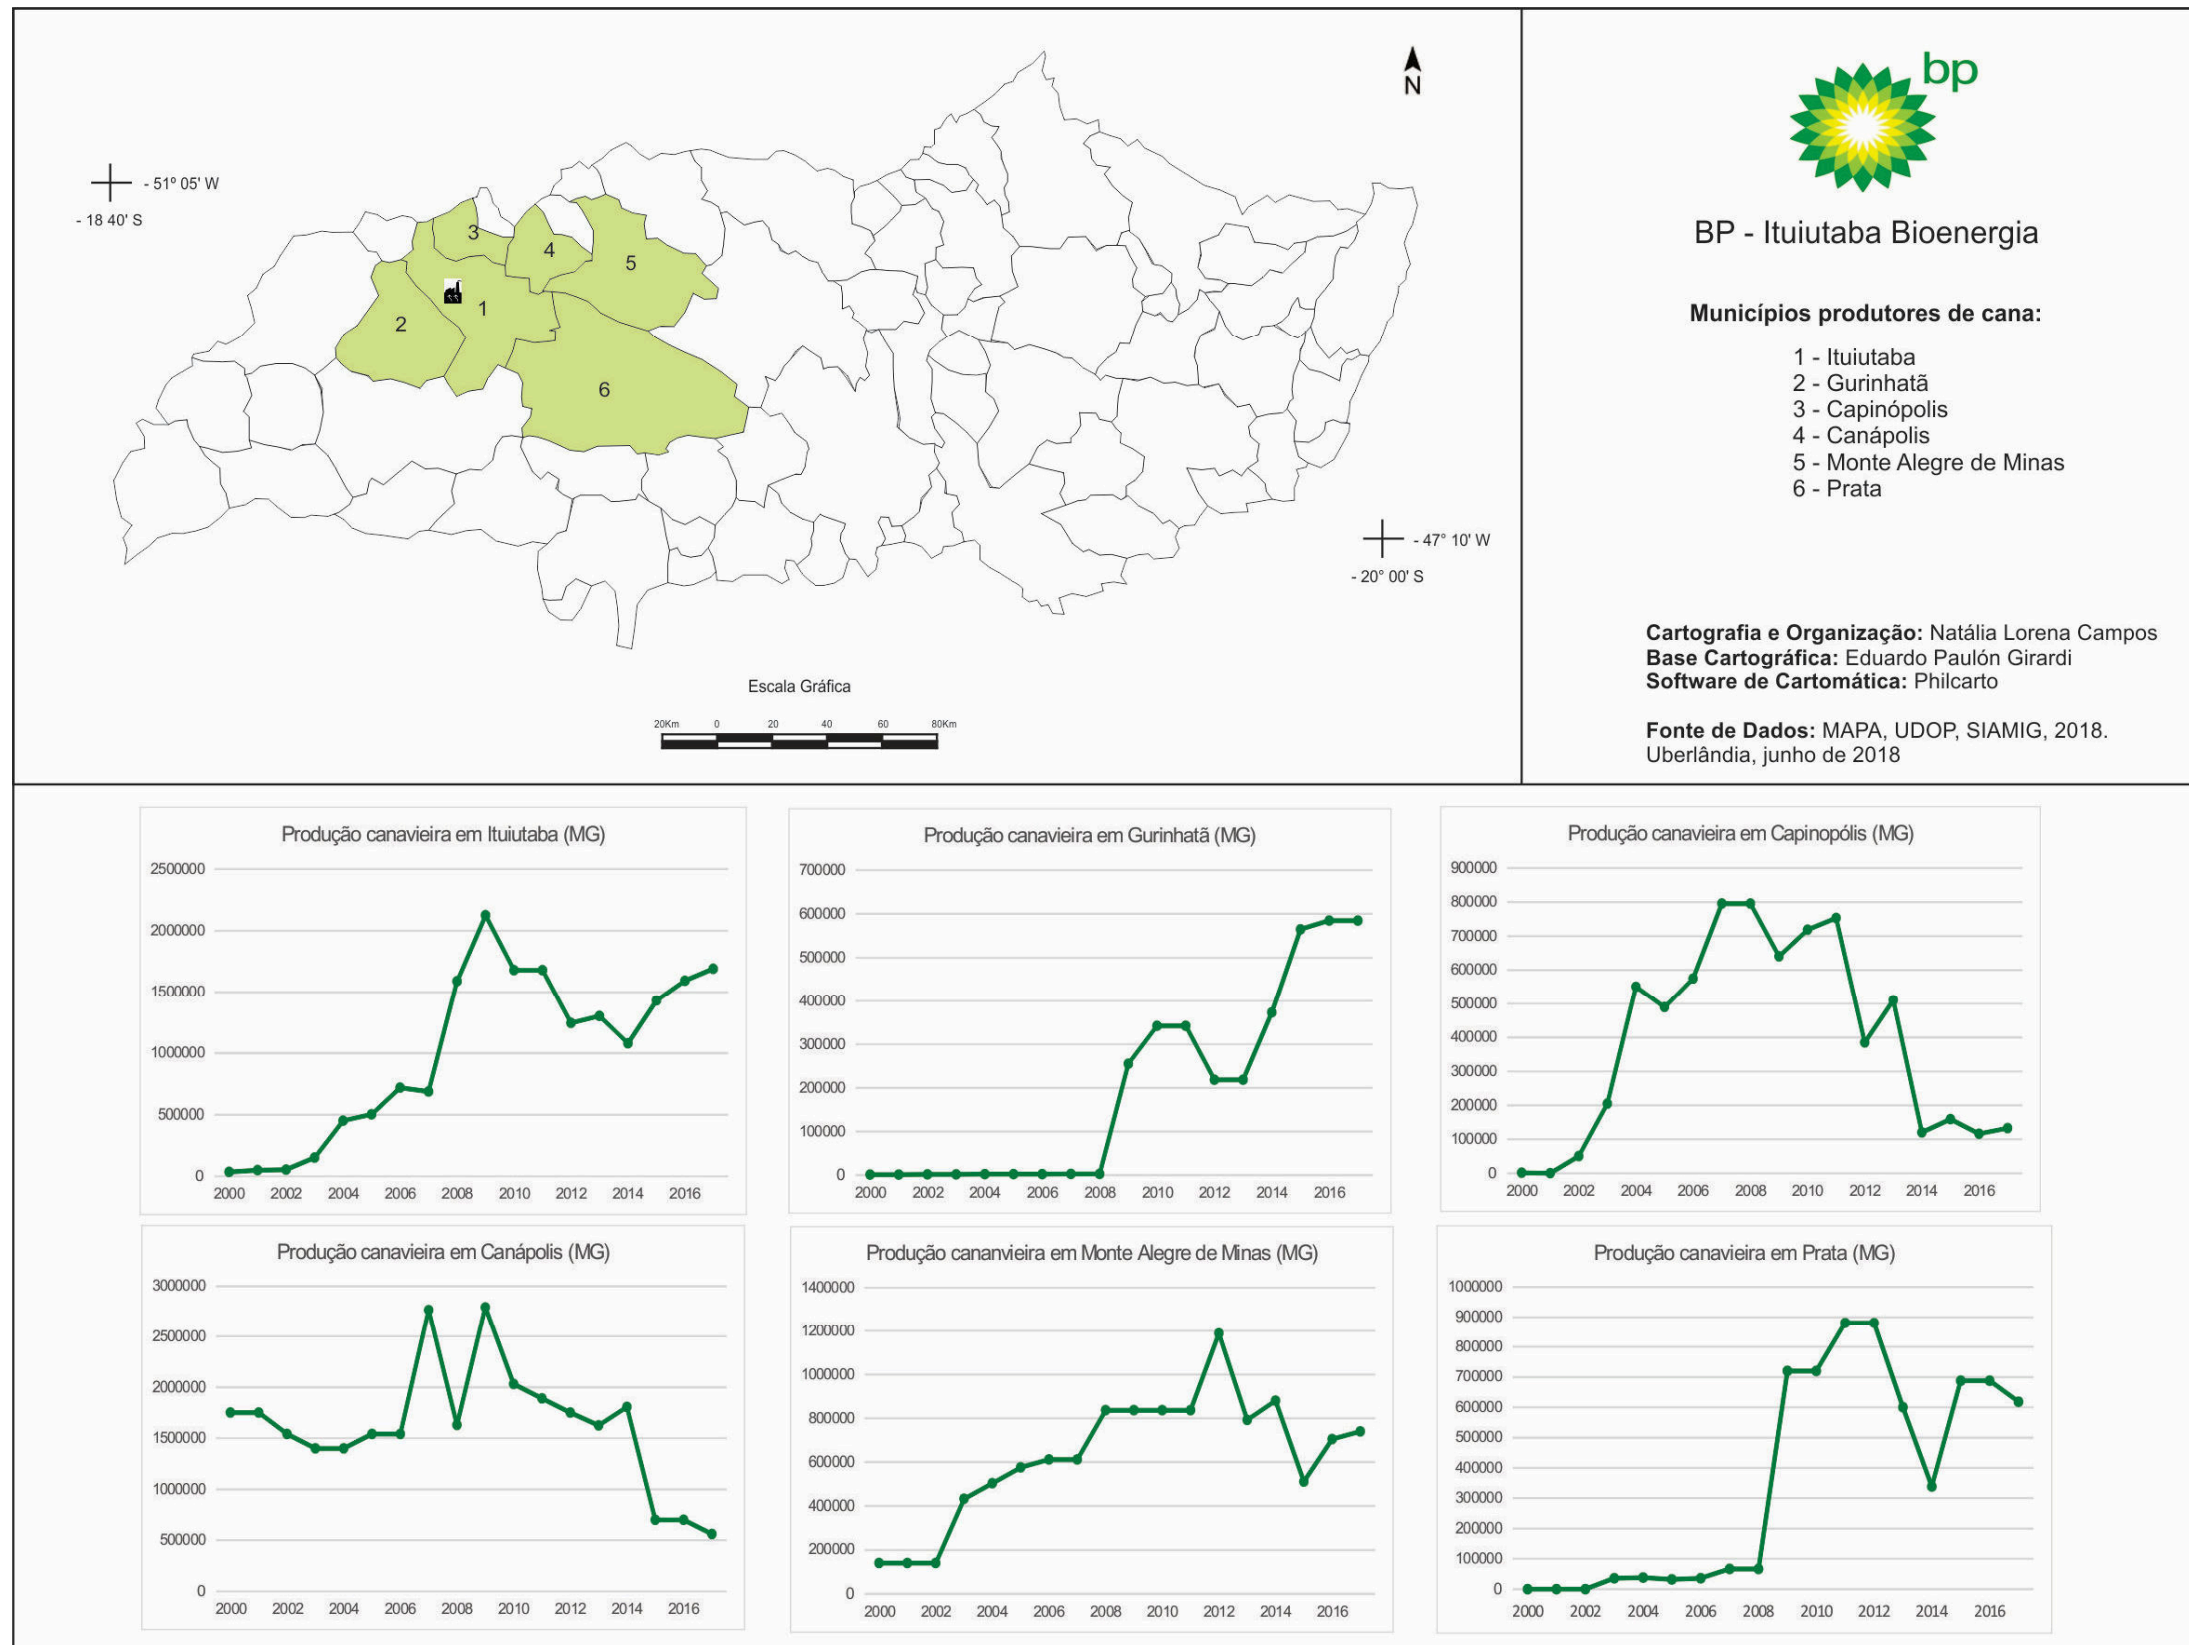 N
- 51º 05' W
- 18 40' S
3
4
5
1
2
6
- 47° 10' W
- 20° 00' S
Escala Gráfica
20Km 0 20 40 60 80Km
bp
BP - Ituiutaba Bioenergia
Municípios produtores de cana:
1 - Ituiutaba
2 - Gurinhatã
3 - Capinópolis
4 - Canápolis
5 - Monte Alegre de Minas
6 - Prata
Cartografia e Organização: Natália Lorena Campos
Base Cartográfica: Eduardo Paulón Girardi
Software de Cartomática: Philcarto
Fonte de Dados: MAPA, UDOP, SIAMIG, 2018.
Uberlândia, junho de 2018
Produção canavieira em Ituiutaba (MG)
2500000
2000000
1500000
1000000
500000
0
2000 2002 2004 2006 2008 2010 2012 2014 2016
Produção canavieira em Gurinhatã (MG)
700000
600000
500000
400000
300000
200000
100000
0
2000 2002 2004 2006 2008 2010 2012 2014 2016
Produção canavieira em Capinopólis (MG)
900000
800000
700000
600000
500000
400000
300000
200000
100000
0
2000 2002 2004 2006 2008 2010 2012 2014 2016
Produção canavieira em Canápolis (MG)
3000000
2500000
2000000
1500000
1000000
500000
0
2000 2002 2004 2006 2008 2010 2012 2014 2016
Produção cananvieira em Monte Alegre de Minas (MG)
1400000
1200000
1000000
800000
600000
400000
200000
0
2000 2002 2004 2006 2008 2010 2012 2014 2016
Produção canavieira em Prata (MG)
1000000
900000
800000
700000
600000
500000
400000
300000
200000
100000
0
2000 2002 2004 2006 2008 2010 2012 2014 2016